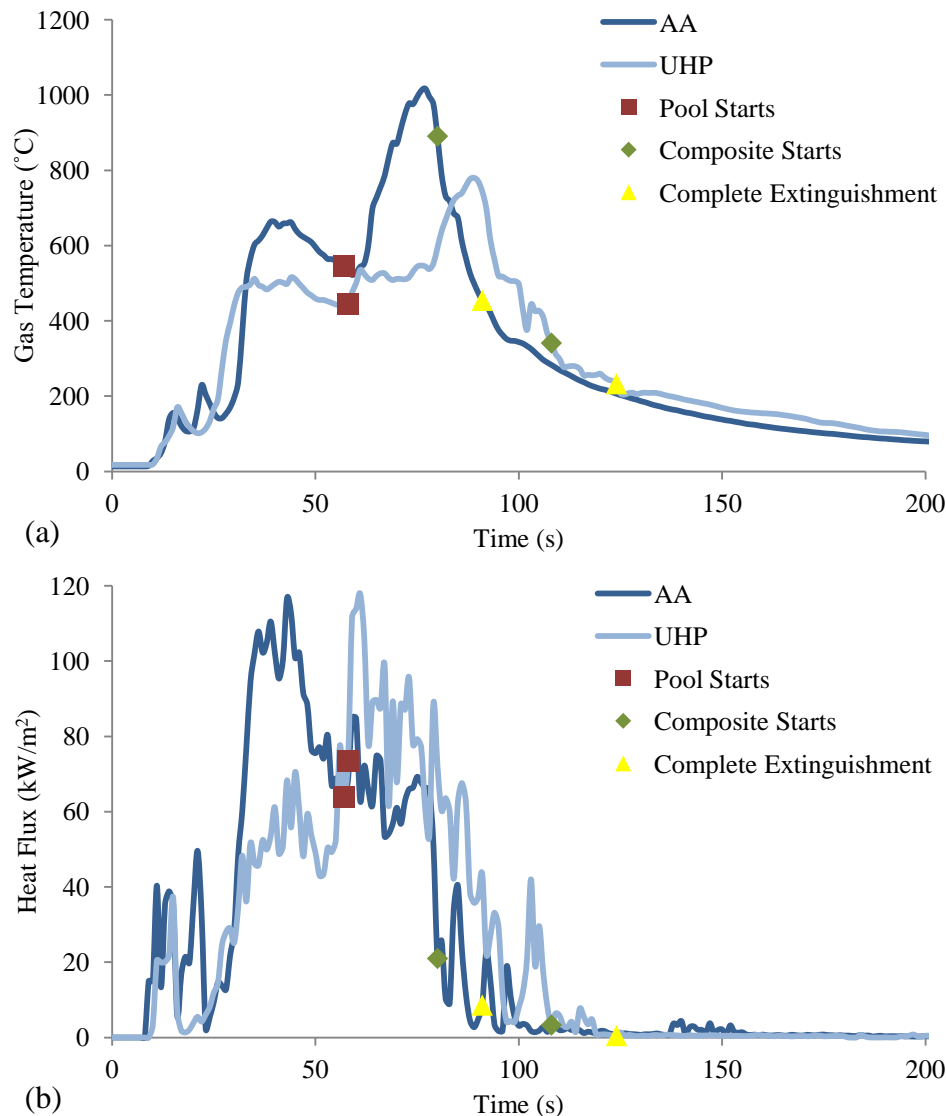 1200
1000
800
600
400
200
0
Gas Temperature (˚C)
0 50 100 150 200
Time (s)
AA
UHP
Pool Starts
Composite Starts
Complete Extinguishment
(a)
120
100
80
60
40
20
0
Heat Flux (kW/m²)
0 50 100 150 200
Time (s)
AA
UHP
Pool Starts
Composite Starts
Complete Extinguishment
(b)